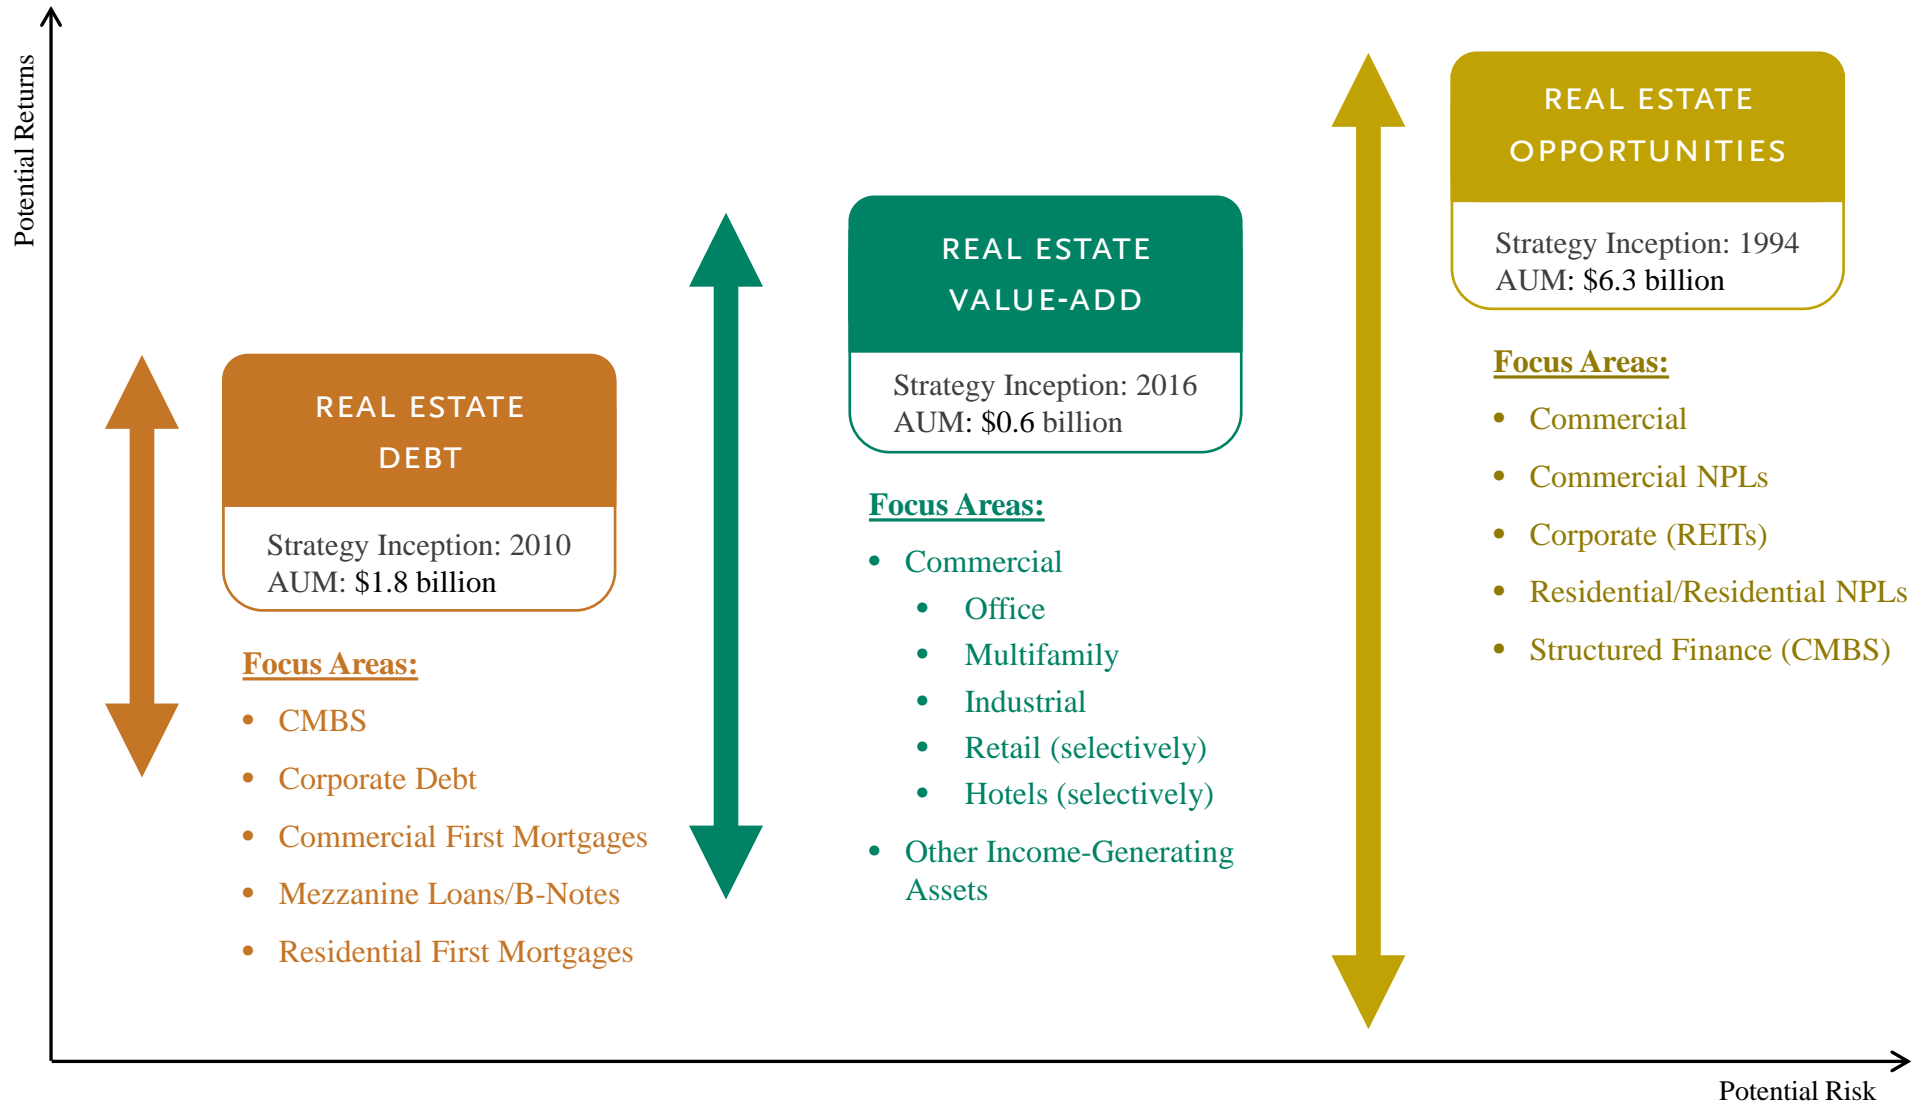 Potential Returns
REAL ESTATE
DEBT
Strategy Inception: 2010
AUM: $1.8 billion
Focus Areas:
• CMBS
• Corporate Debt
• Commercial First Mortgages
• Mezzanine Loans/B-Notes
• Residential First Mortgages
REAL ESTATE
VALUE-ADD
Strategy Inception: 2016
AUM: $0.6 billion
Focus Areas:
• Commercial
• Office
• Multifamily
• Industrial
• Retail (selectively)
• Hotels (selectively)
• Other Income-Generating
Assets
REAL ESTATE
OPPORTUNITIES
Strategy Inception: 1994
AUM: $6.3 billion
Focus Areas:
• Commercial
• Commercial NPLs
• Corporate (REITs)
• Residential/Residential NPLs
• Structured Finance (CMBS)
Potential Risk